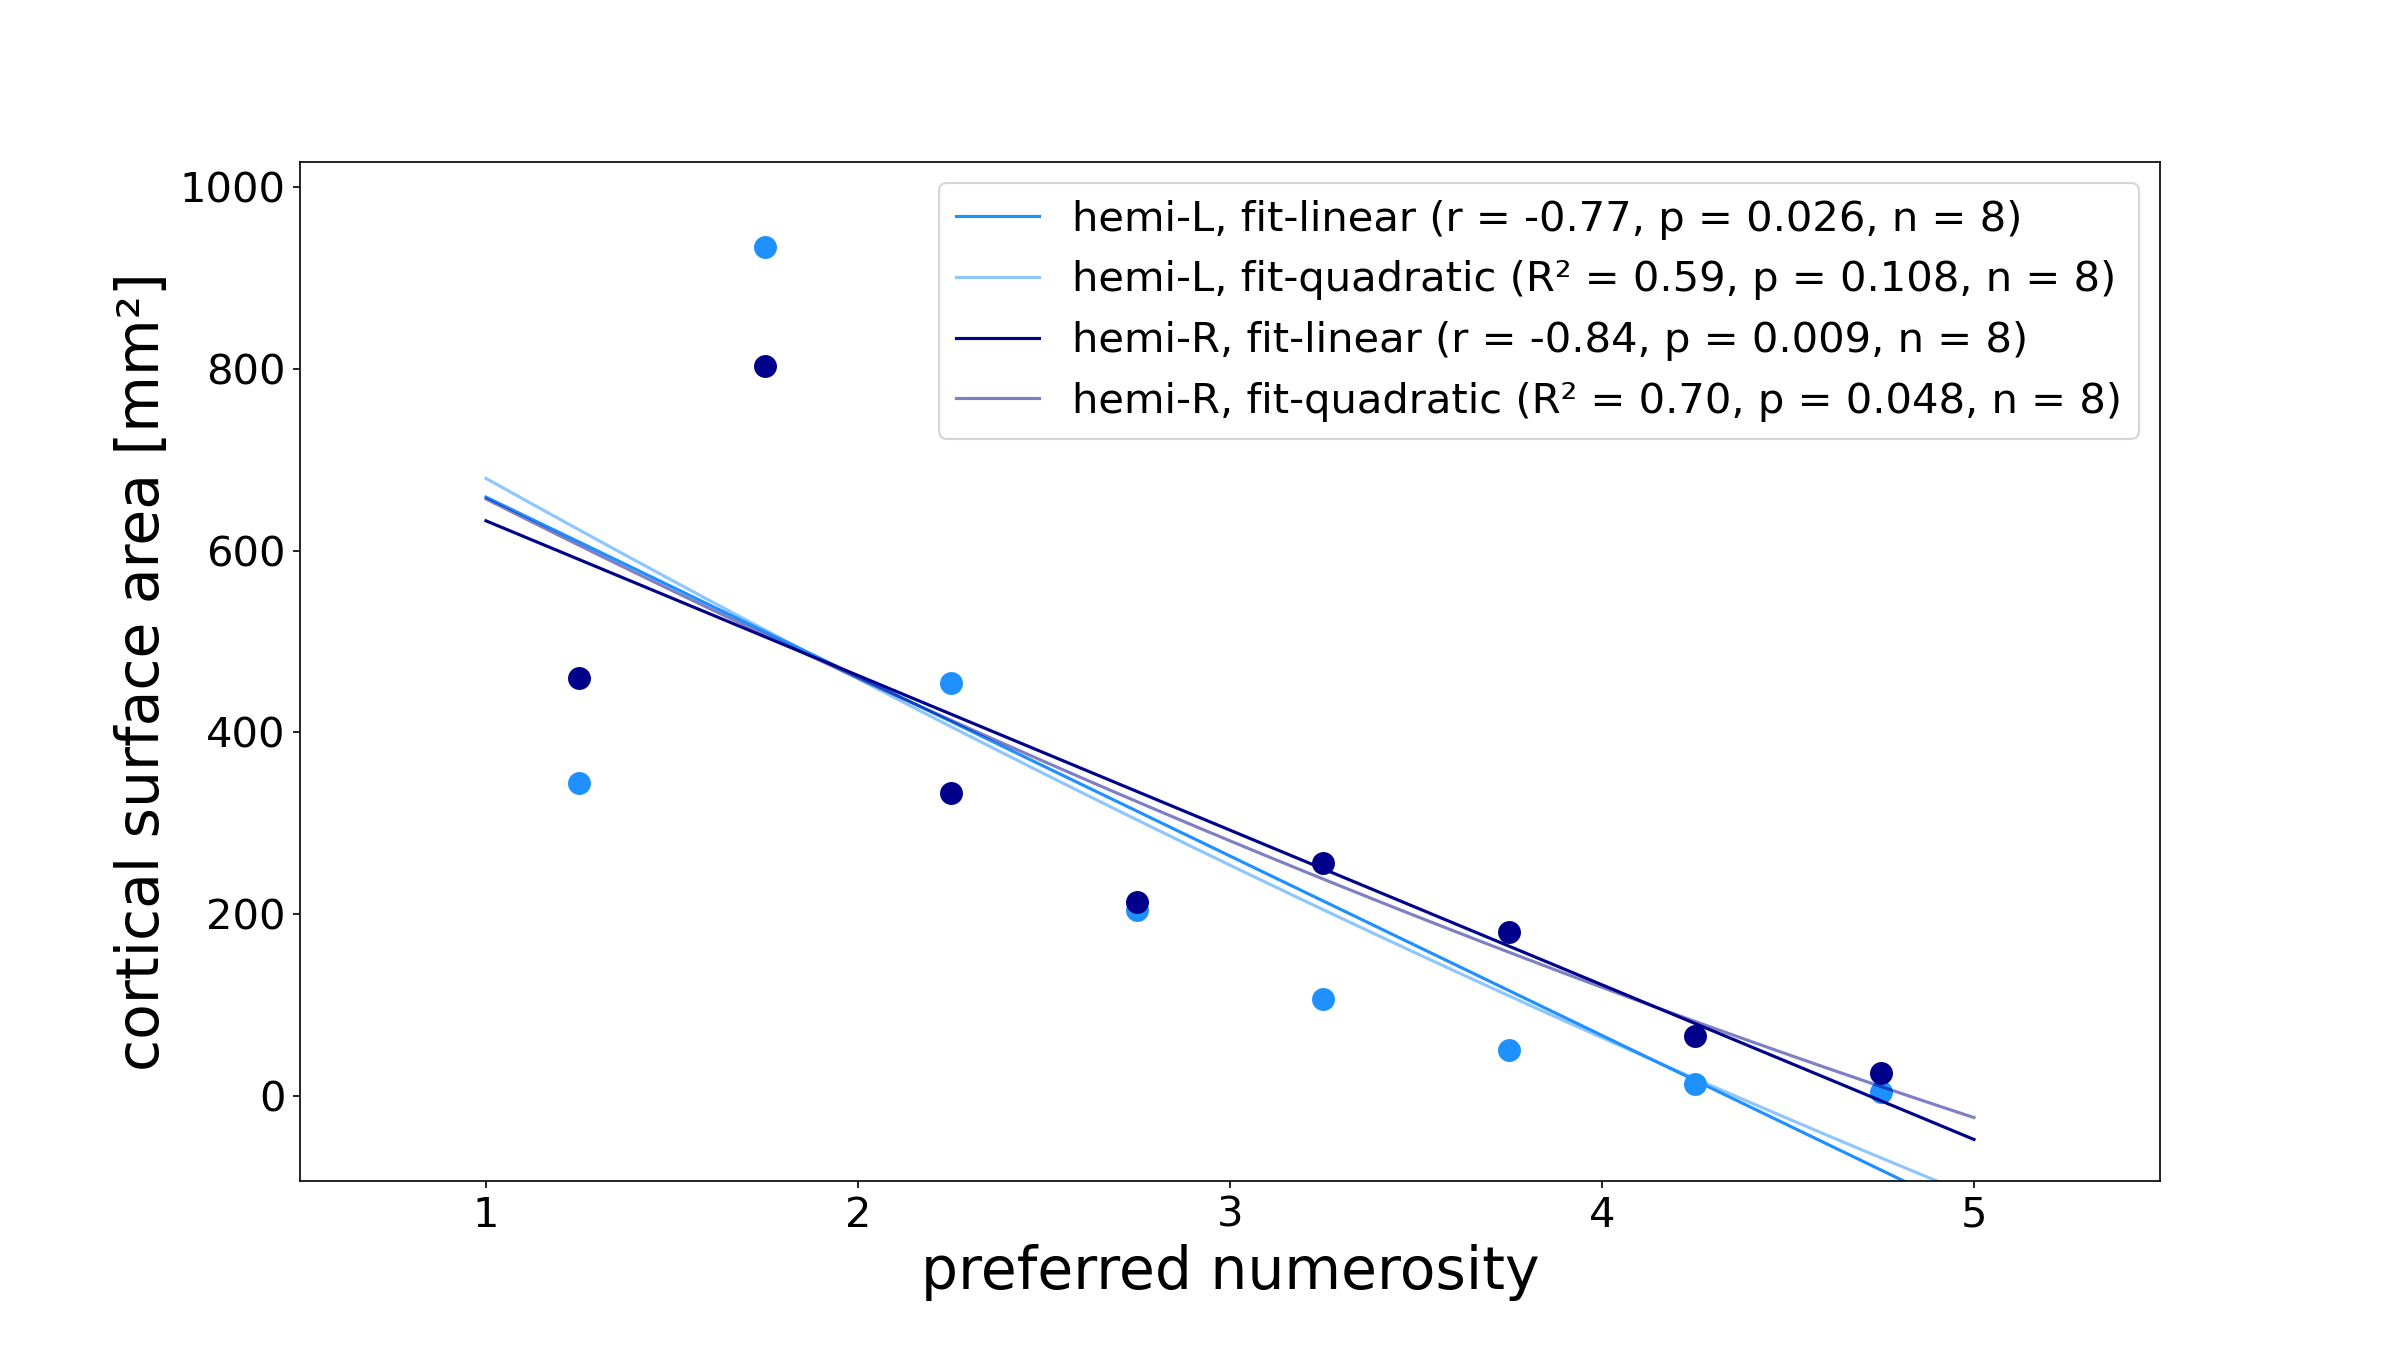 1000
800
600
400
200
0
cortical surface area [mm²]
hemi-L, fit-linear (r = -0.77, p = 0.026, n = 8)
hemi-L, fit-quadratic (R² = 0.59, p = 0.108, n = 8)
hemi-R, fit-linear (r = -0.84, p = 0.009, n = 8)
hemi-R, fit-quadratic (R² = 0.70, p = 0.048, n = 8)
1 2 3 4 5
preferred numerosity